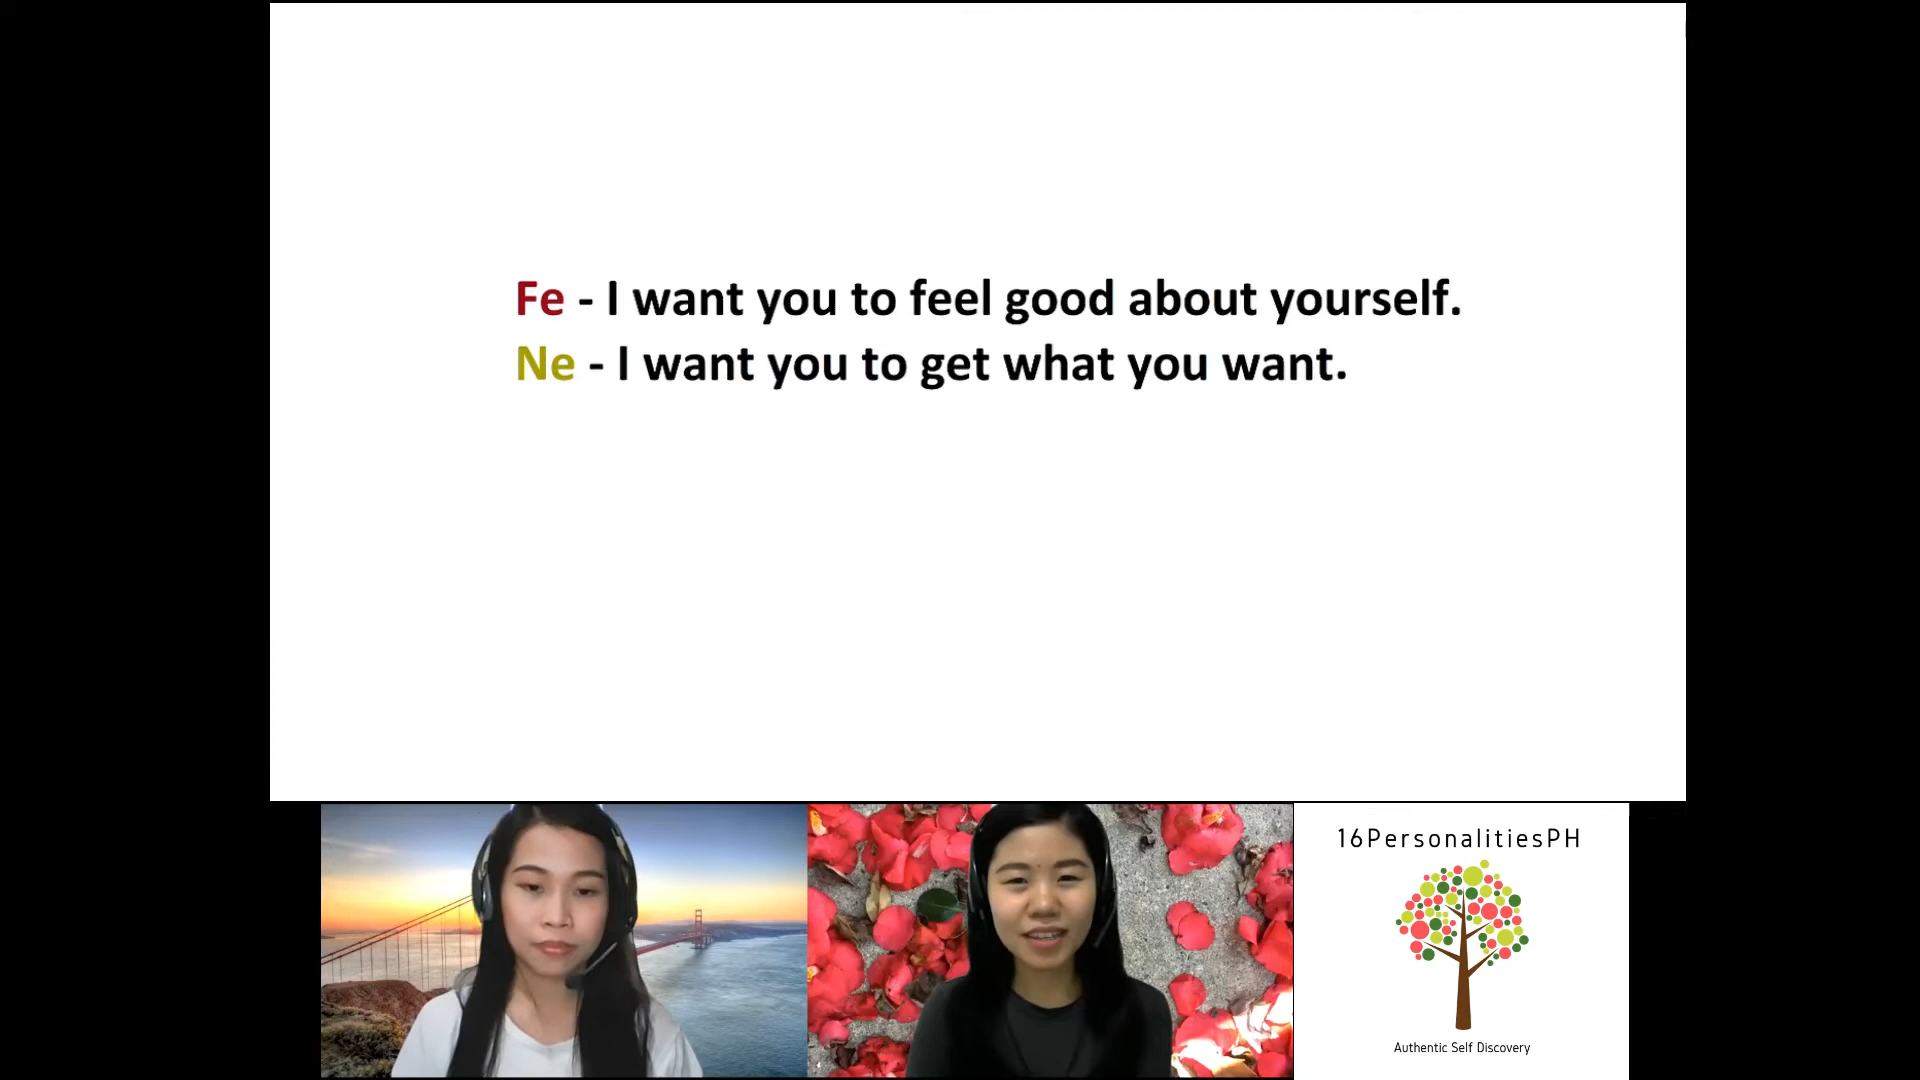 Fe - I want you to feel good about yourself.
Ne - I want you to get what you want.
16PersonalitiesPH
Authentic Self Discovery